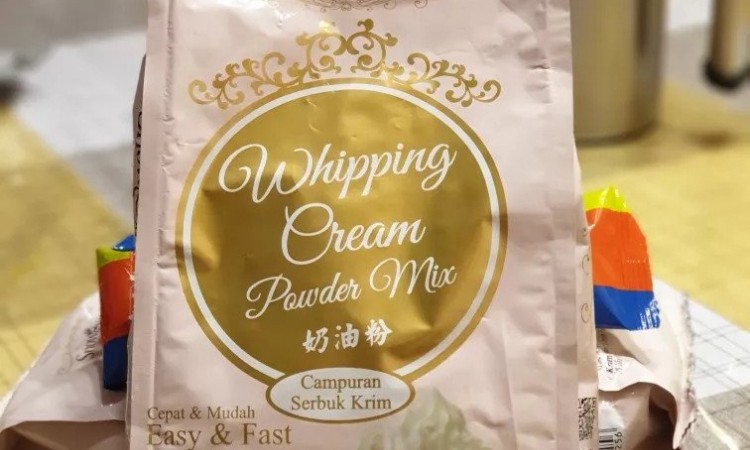 Whipping
Cream
Powder Mix
奶油粉
Campuran
Serbuk Krim
Cepat & Mudah
Easy & Fast